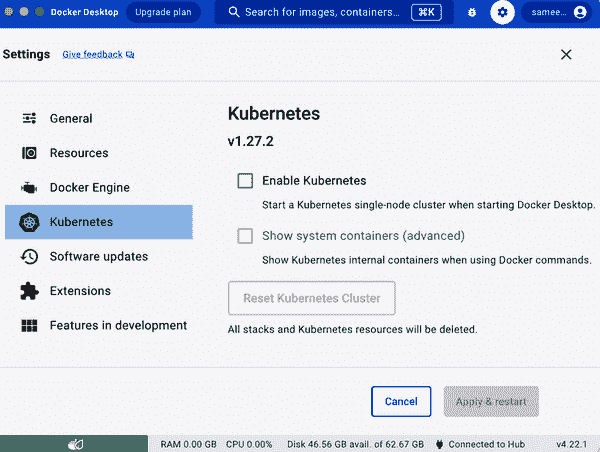 Docker Desktop Upgrade plan Search for images, containers... ⌘K samee...
Settings Give feedback
Kubernetes
v1.27.2
General
Resources
Docker Engine
Kubernetes
Software updates
Extensions
Features in development
Enable Kubernetes
Start a Kubernetes single-node cluster when starting Docker Desktop.
Show system containers (advanced)
Show Kubernetes internal containers when using Docker commands.
Reset Kubernetes Cluster
All stacks and Kubernetes resources will be deleted.
Cancel Apply & restart
RAM 0.00 GB CPU 0.00% Disk 46.56 GB avail. of 62.67 GB Connected to Hub v4.22.1